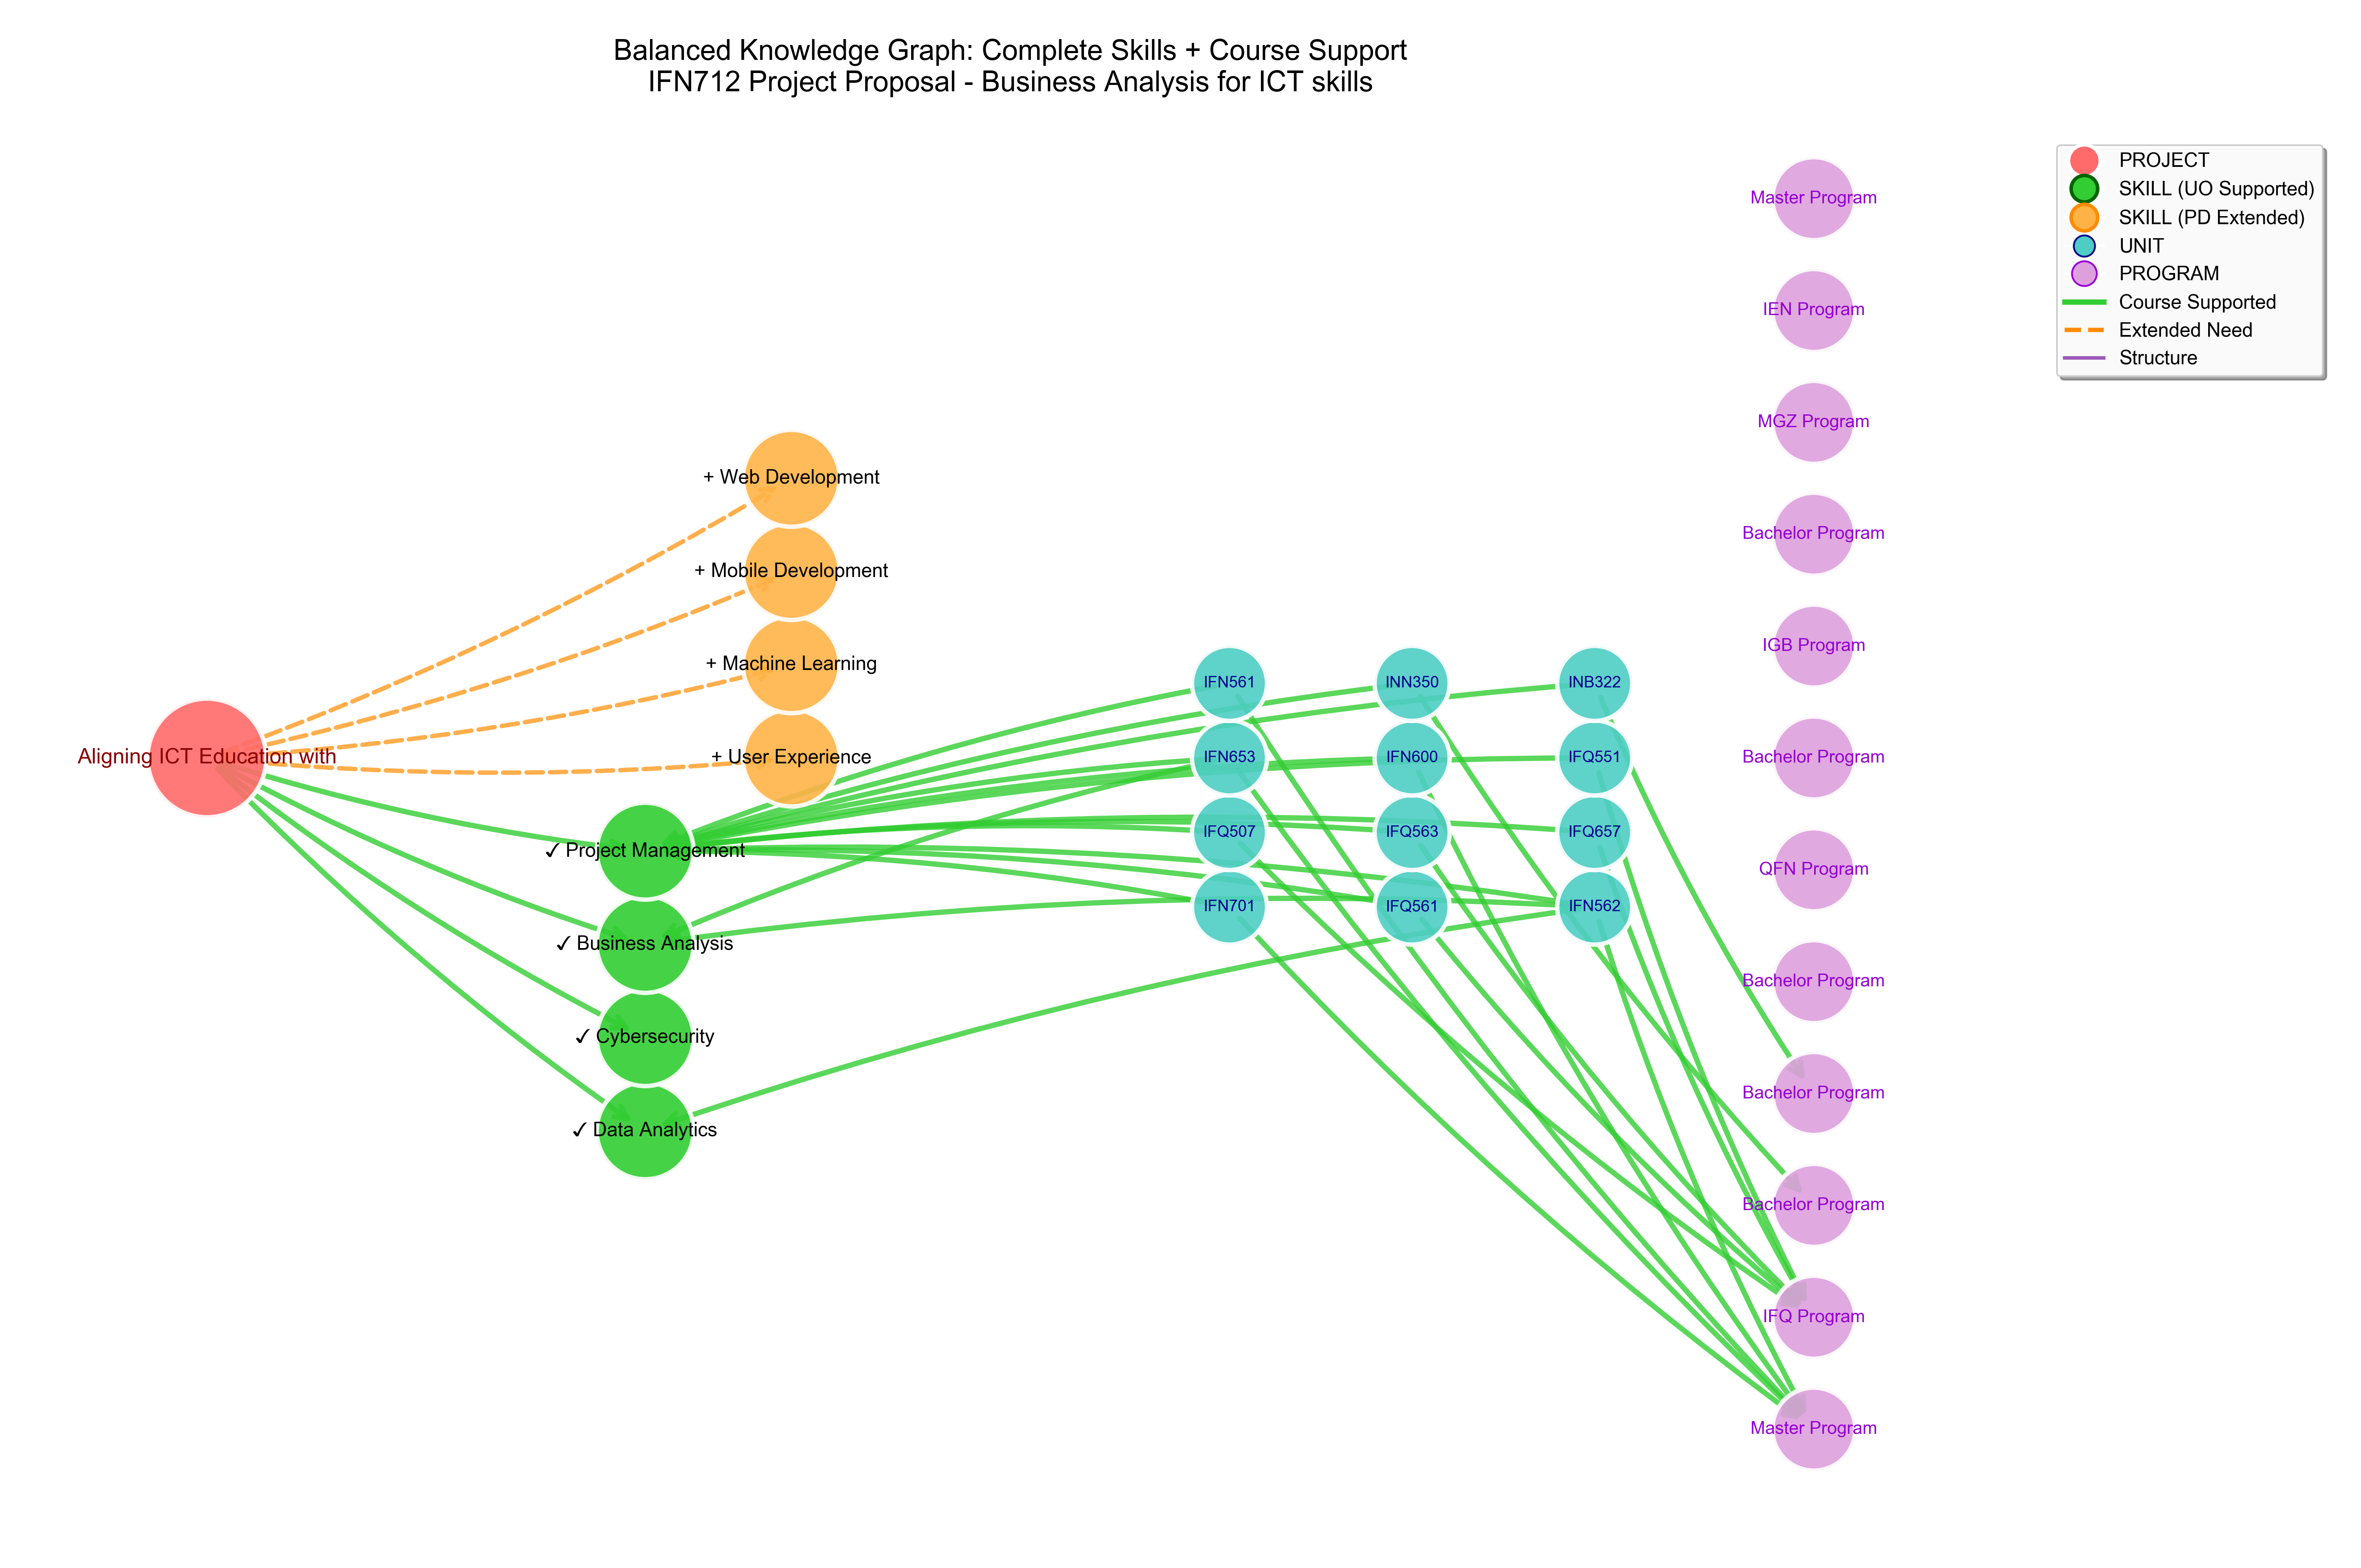 Balanced Knowledge Graph: Complete Skills + Course Support
IFN712 Project Proposal - Business Analysis for ICT skills
PROJECT
SKILL (UO Supported)
SKILL (PD Extended)
UNIT
PROGRAM
Course Supported
Extended Need
Structure
Aligning ICT Education with
+ Web Development
+ Mobile Development
+ Machine Learning
+ User Experience
✓ Project Management
✓ Business Analysis
✓ Cybersecurity
✓ Data Analytics
IFN561
INN350
INB322
IFN653
IFN600
IFQ551
IFQ507
IFQ563
IFQ657
IFN701
IFQ561
IFN562
Master Program
IEN Program
MGZ Program
Bachelor Program
IGB Program
Bachelor Program
QFN Program
Bachelor Program
Bachelor Program
Bachelor Program
IFQ Program
Master Program